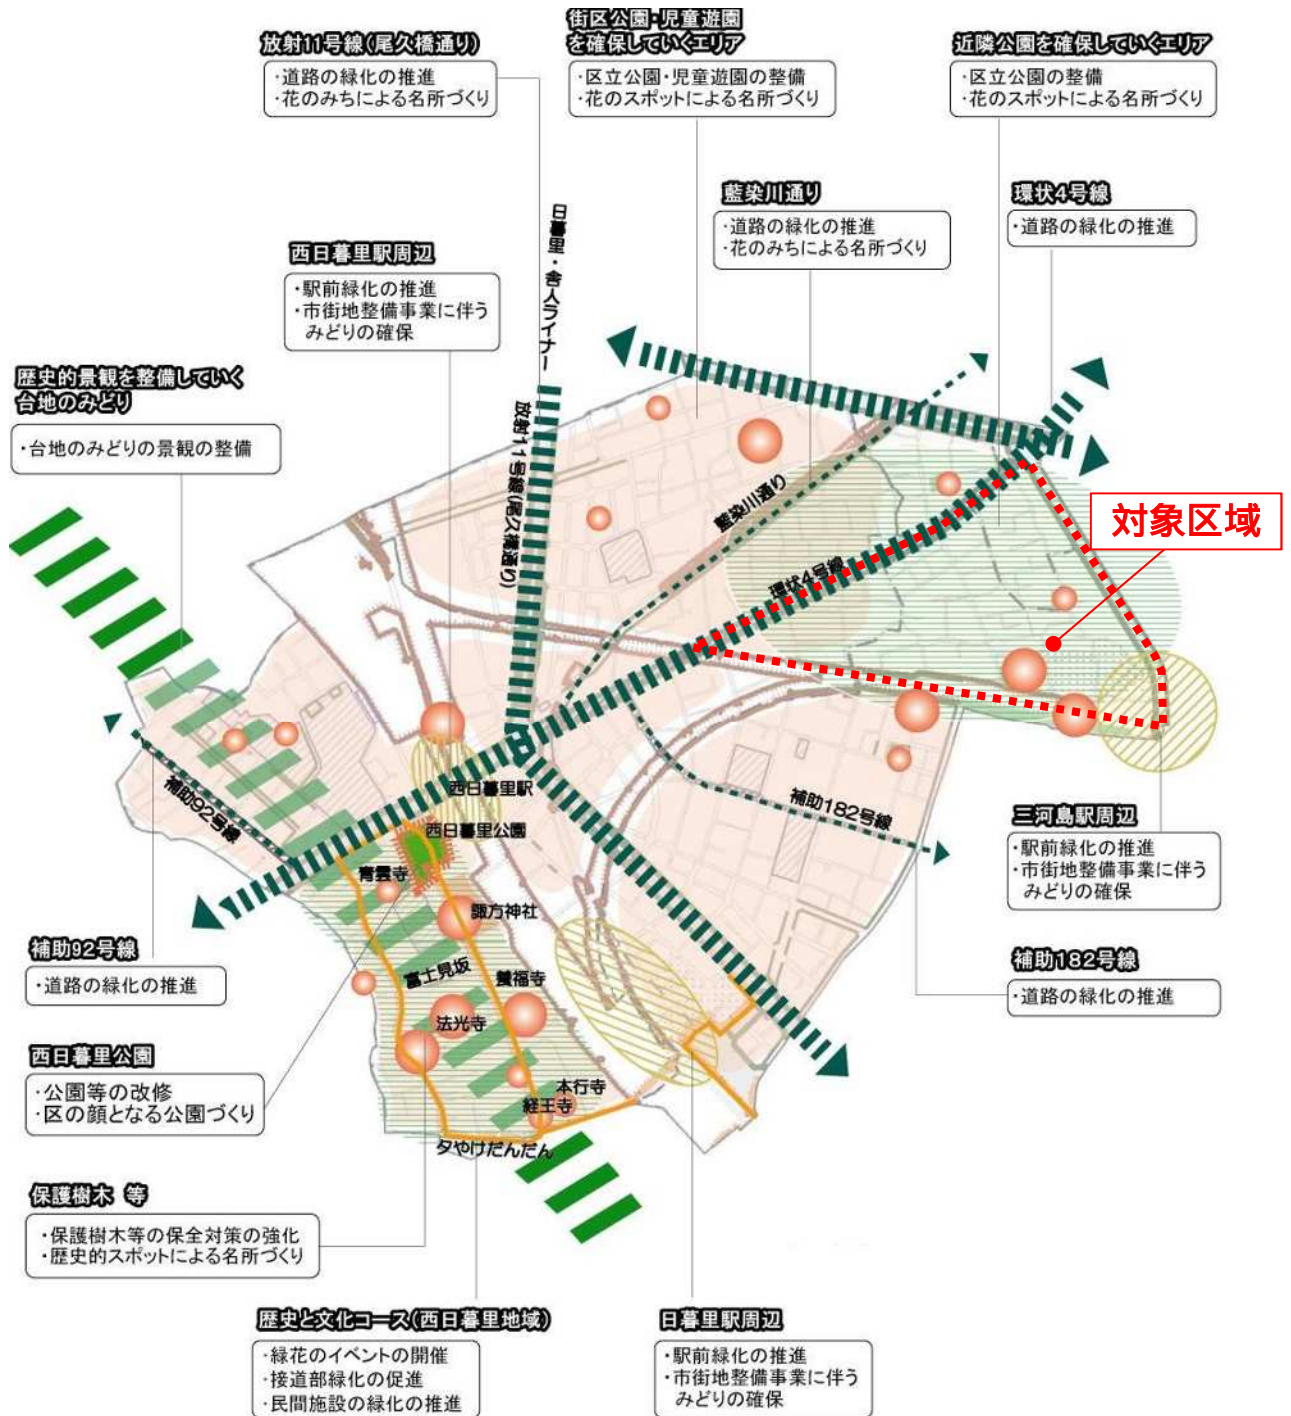 街区公園・児童遊園
を確保していくエリア
・区立公園・児童遊園の整備
・花のスポットによる名所づくり
放射11号線(尾久橋通り)
・道路の緑化の推進
・花のみちによる名所づくり
近隣公園を確保していくエリア
・区立公園の整備
・花のスポットによる名所づくり
藍染川通り
・道路の緑化の推進
・花のみちによる名所づくり
環状4号線
・道路の緑化の推進
西日暮里駅周辺
・駅前緑化の推進
・市街地整備事業に伴う
みどりの確保
日暮里・舎人ライナー
放射11号線(尾久橋通り)
歴史的景観を整備していく
台地のみどり
・台地のみどりの景観の整備
藍染川通り
対象区域
環状4号線
西日暮里駅
補助92号線
補助182号線
西日暮里公園
青雲寺
諏方神社
富士見坂
養福寺
法光寺
本行寺
経王寺
夕やけだんだん
三河島駅周辺
・駅前緑化の推進
・市街地整備事業に伴う
みどりの確保
補助92号線
・道路の緑化の推進
補助182号線
・道路の緑化の推進
西日暮里公園
・公園等の改修
・区の顔となる公園づくり
保護樹木 等
・保護樹木等の保全対策の強化
・歴史的スポットによる名所づくり
歴史と文化コース(西日暮里地域)
・緑花のイベントの開催
・接道部緑化の促進
・民間施設の緑化の推進
日暮里駅周辺
・駅前緑化の推進
・市街地整備事業に伴う
みどりの確保